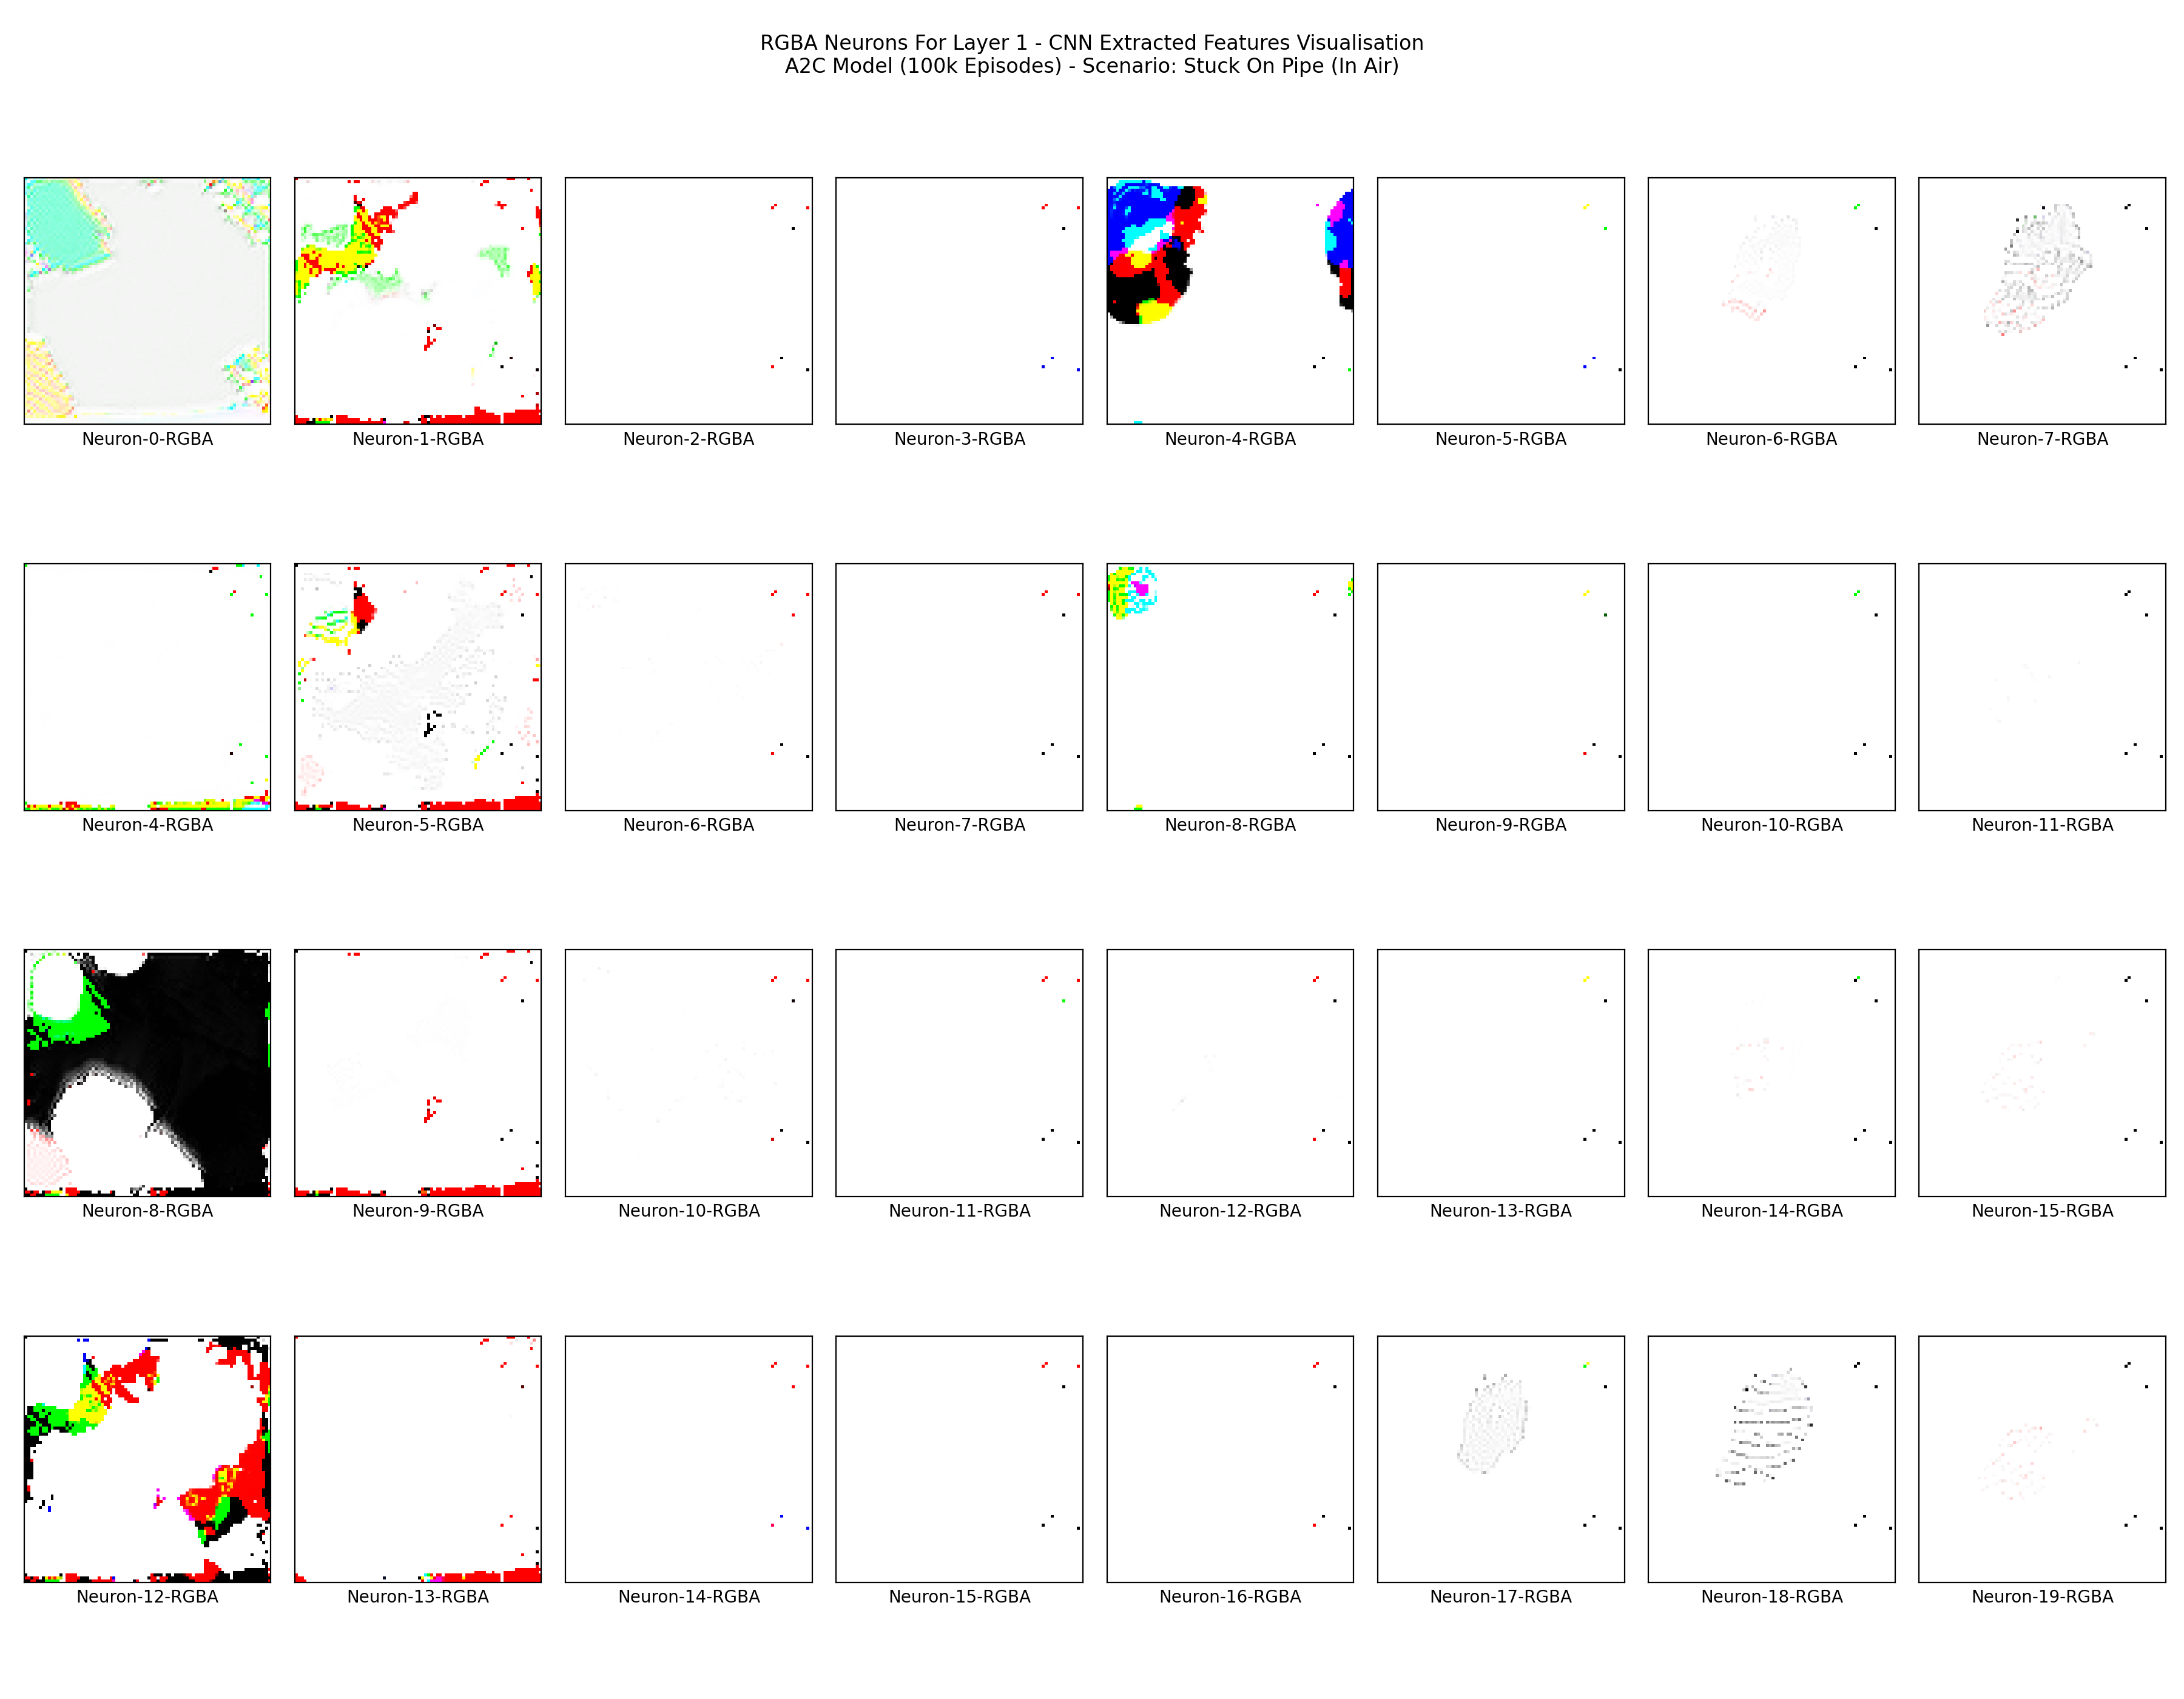 RGBA Neurons For Layer 1 - CNN Extracted Features Visualisation
A2C Model (100k Episodes) - Scenario: Stuck On Pipe (In Air)
Neuron-0-RGBA
Neuron-1-RGBA
Neuron-2-RGBA
Neuron-3-RGBA
Neuron-4-RGBA
Neuron-5-RGBA
Neuron-6-RGBA
Neuron-7-RGBA
Neuron-4-RGBA
Neuron-5-RGBA
Neuron-6-RGBA
Neuron-7-RGBA
Neuron-8-RGBA
Neuron-9-RGBA
Neuron-10-RGBA
Neuron-11-RGBA
Neuron-8-RGBA
Neuron-9-RGBA
Neuron-10-RGBA
Neuron-11-RGBA
Neuron-12-RGBA
Neuron-13-RGBA
Neuron-14-RGBA
Neuron-15-RGBA
Neuron-12-RGBA
Neuron-13-RGBA
Neuron-14-RGBA
Neuron-15-RGBA
Neuron-16-RGBA
Neuron-17-RGBA
Neuron-18-RGBA
Neuron-19-RGBA